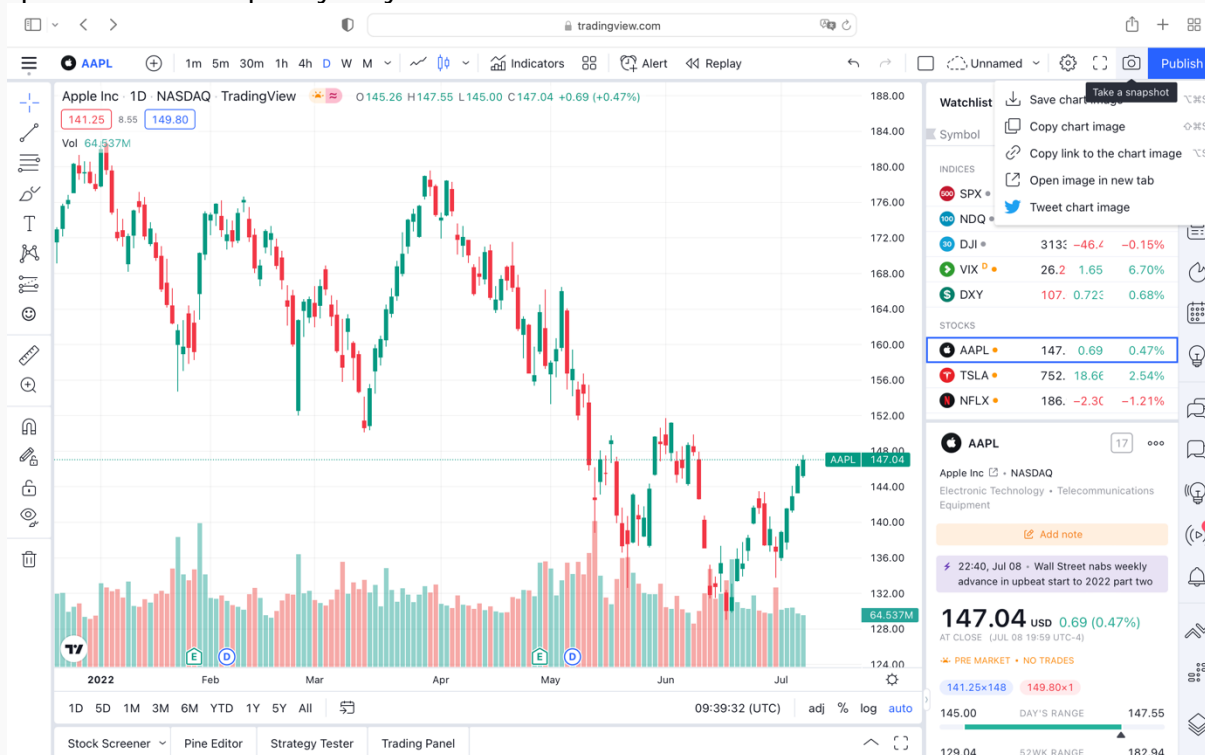 tradingview.com
AAPL 1m 5m 30m 1h 4h D W M Indicators Alert Replay Unnamed Publish
Apple Inc · 1D · NASDAQ · TradingView O145.26 H147.55 L145.00 C147.04 +0.69 (+0.47%)
141.25 8.55 149.80
Vol 64.537M
188.00
184.00
180.00
176.00
172.00
168.00
164.00
160.00
156.00
152.00
148.00
AAPL 147.04
144.00
140.00
136.00
132.00
64.537M
128.00
124.00
E D E D
2022 Feb Mar Apr May Jun Jul
1D 5D 1M 3M 6M YTD 1Y 5Y All 09:39:32 (UTC) adj % log auto
Stock Screener Pine Editor Strategy Tester Trading Panel
Take a snapshot
Save chart
Copy chart image
Copy link to the chart image
Open image in new tab
Tweet chart image
Watchlist
Symbol
INDICES
500 SPX
100 NDQ
30 DJI −0.15%
VIX D 26.2 1.65 6.70%
DXY 107. 0.68%
STOCKS
AAPL 147. 0.69 0.47%
TSLA 752. 2.54%
NFLX 186. −1.21%
AAPL 17
Apple Inc • NASDAQ
Electronic Technology • Telecommunications
Equipment
Add note
22:40, Jul 08 - Wall Street nabs weekly
advance in upbeat start to 2022 part two
147.04 USD 0.69 (0.47%)
AT CLOSE (JUL 08 19:59 UTC-4)
PRE MARKET • NO TRADES
141.25×148 149.80×1
145.00 DAY'S RANGE 147.55
129.04 52WK RANGE 182.94